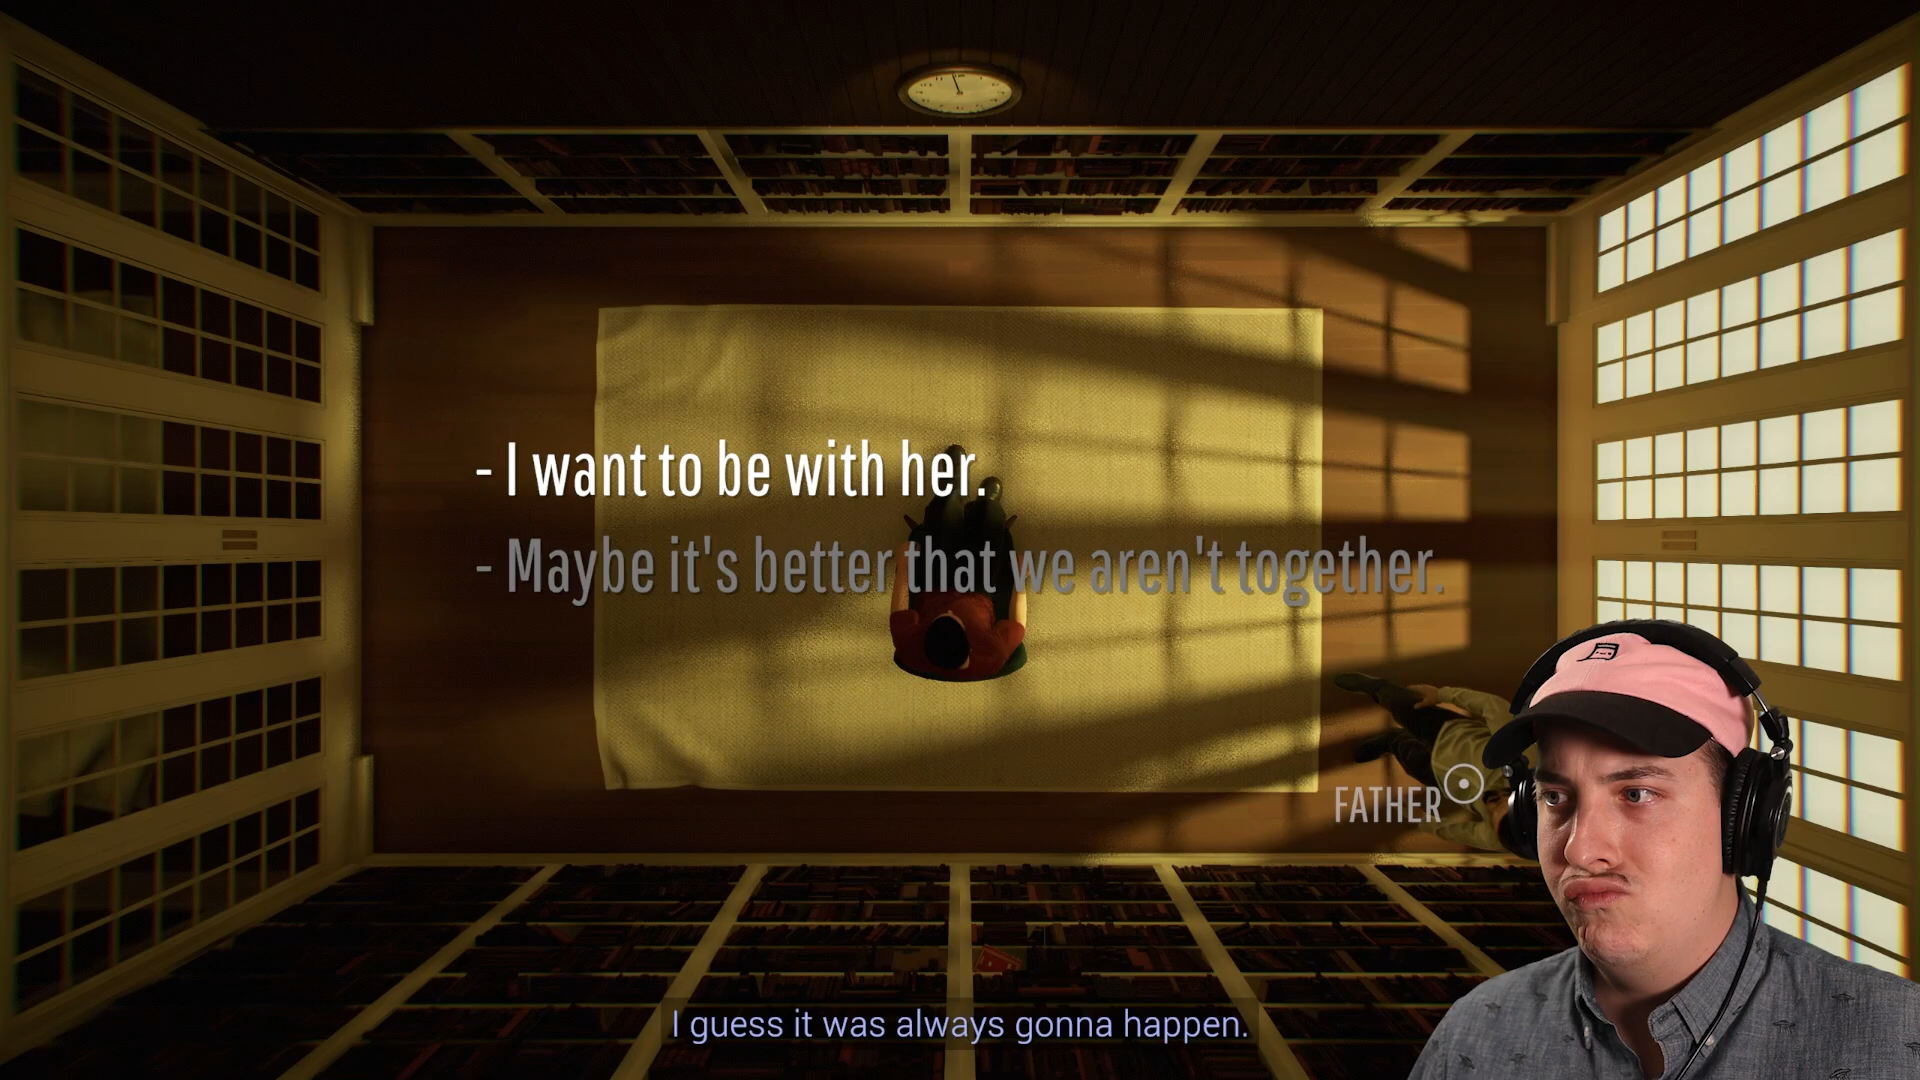 - I want to be with her.
- Maybe it's better that we aren't together.
FATHER
I guess it was always gonna happen.